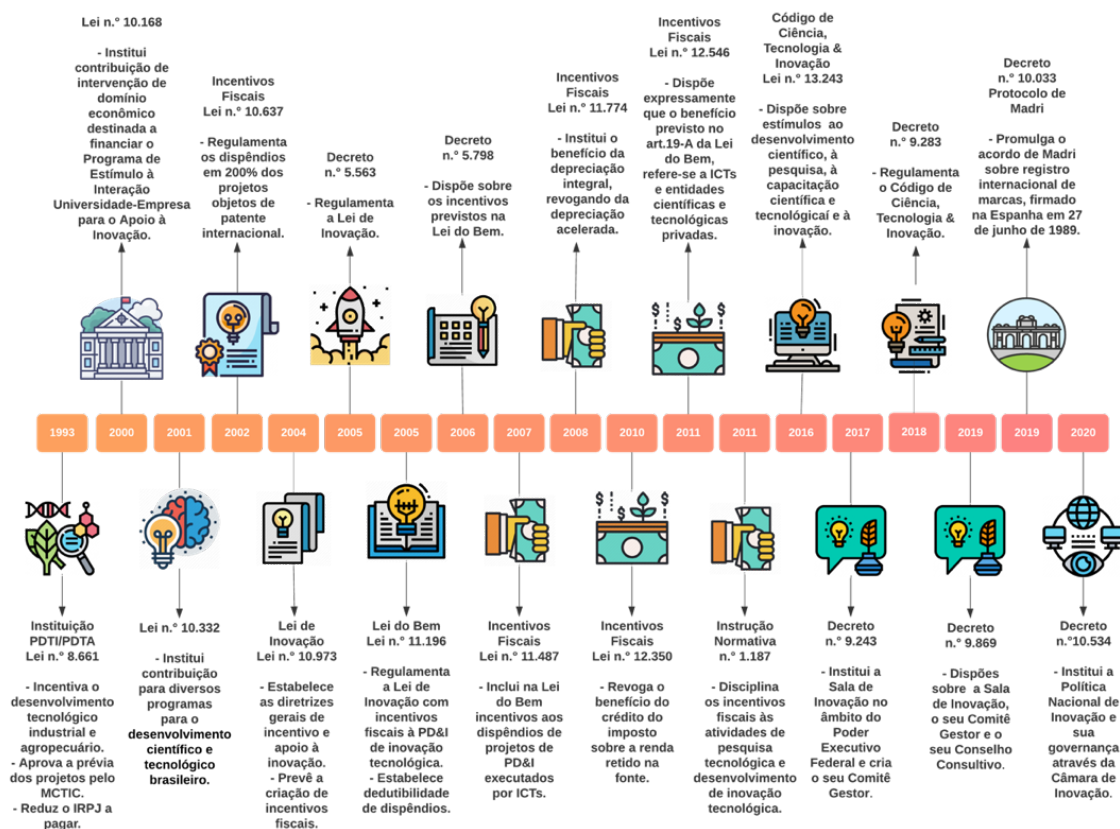 Lei n.º 10.168
- Institui
contribuição de
intervenção de
domínio
econômico
destinada a
financiar o
Programa de
Estímulo à
Interação
Universidade-Empresa
para o Apoio à
Inovação.
Incentivos
Fiscais
Lei n.º 10.637
- Regulamenta
os dispêndios
em 200% dos
projetos
objetos de
patente
internacional.
Decreto
n.º 5.563
- Regulamenta
a Lei de
Inovação.
Decreto
n.º 5.798
- Dispõe sobre
os incentivos
previstos na
Lei do Bem.
Incentivos
Fiscais
Lei n.º 11.774
- Institui o
benefício da
depreciação
integral,
revogando da
depreciação
acelerada.
Incentivos
Fiscais
Lei n.º 12.546
- Dispõe
expressamente
que o benefício
previsto no
art.19-A da Lei
do Bem,
refere-se a ICTs
e entidades
científicas e
tecnológicas
privadas.
Código de
Ciência,
Tecnologia &
Inovação
Lei n.º 13.243
- Dispõe sobre
estímulos ao
desenvolvimento
científico, à
pesquisa, à
capacitação
científica e
tecnológicaí e à
inovação.
Decreto
n.º 9.283
- Regulamenta
o Código de
Ciência,
Tecnologia &
Inovação.
Decreto
n.º 10.033
Protocolo de
Madri
- Promulga o
acordo de Madri
sobre registro
internacional de
marcas, firmado
na Espanha em 27
de junho de 1989.
1993 2000 2001 2002 2004 2005 2005 2006 2007 2008 2010 2011 2011 2016 2017 2018 2019 2019 2020
Instituição
PDTI/PDTA
Lei n.º 8.661
- Incentiva o
desenvolvimento
tecnológico
industrial e
agropecuário.
- Aprova a prévia
dos projetos pelo
MCTIC.
- Reduz o IRPJ a
pagar.
Lei n.º 10.332
- Institui
contribuição
para diversos
programas
para o
desenvolvimento
científico e
tecnológico
brasileiro.
Lei de
Inovação
Lei n.º 10.973
- Estabelece
as diretrizes
gerais de
incentivo e
apoio à
inovação.
- Prevê a
criação de
incentivos
fiscais.
Lei do Bem
Lei n.º 11.196
- Regulamenta
a Lei de
Inovação com
incentivos
fiscais à PD&I
de inovação
tecnológica.
- Estabelece
dedutibilidade
de dispêndios.
Incentivos
Fiscais
Lei n.º 11.487
- Inclui na Lei
do Bem
incentivos aos
dispêndios de
projetos de
PD&I
executados
por ICTs.
Incentivos
Fiscais
Lei n.º 12.350
- Revoga o
benefício do
crédito do
imposto
sobre a renda
retido na
fonte.
Instrução
Normativa
n.º 1.187
- Disciplina
os incentivos
fiscais às
atividades de
pesquisa
tecnológica e
desenvolvimento
de inovação
tecnológica.
Decreto
n.º 9.243
- Institui a
Sala de
Inovação no
âmbito do
Poder
Executivo
Federal e cria
o seu Comitê
Gestor.
Decreto
n.º 9.869
- Dispões
sobre a Sala
de Inovação,
o seu Comitê
Gestor e o
seu Conselho
Consultivo.
Decreto
n.º10.534
- Institui a
Política
Nacional de
Inovação e
sua
governança
através da
Câmara de
Inovação.